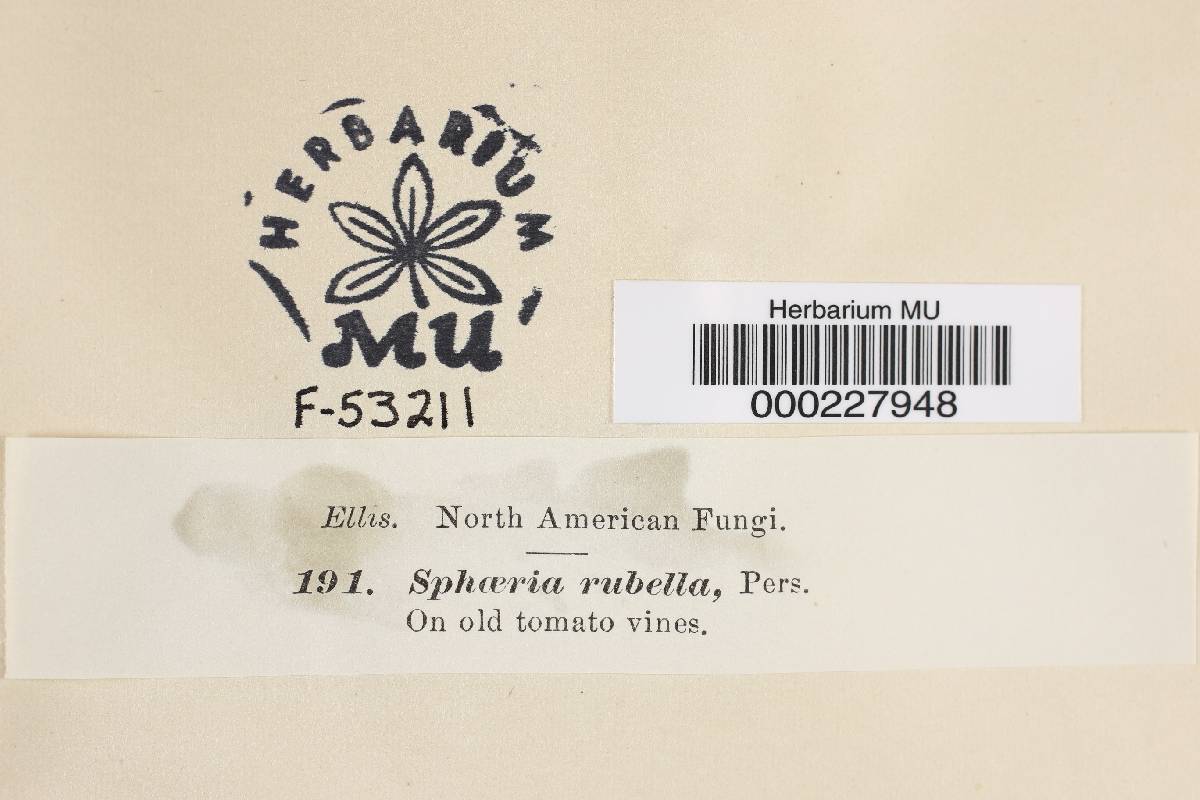 HERBARIUM
MU
F-53211
Herbarium MU
000227948
Ellis. North American Fungi.
191. Sphæria rubella, Pers.
On old tomato vines.